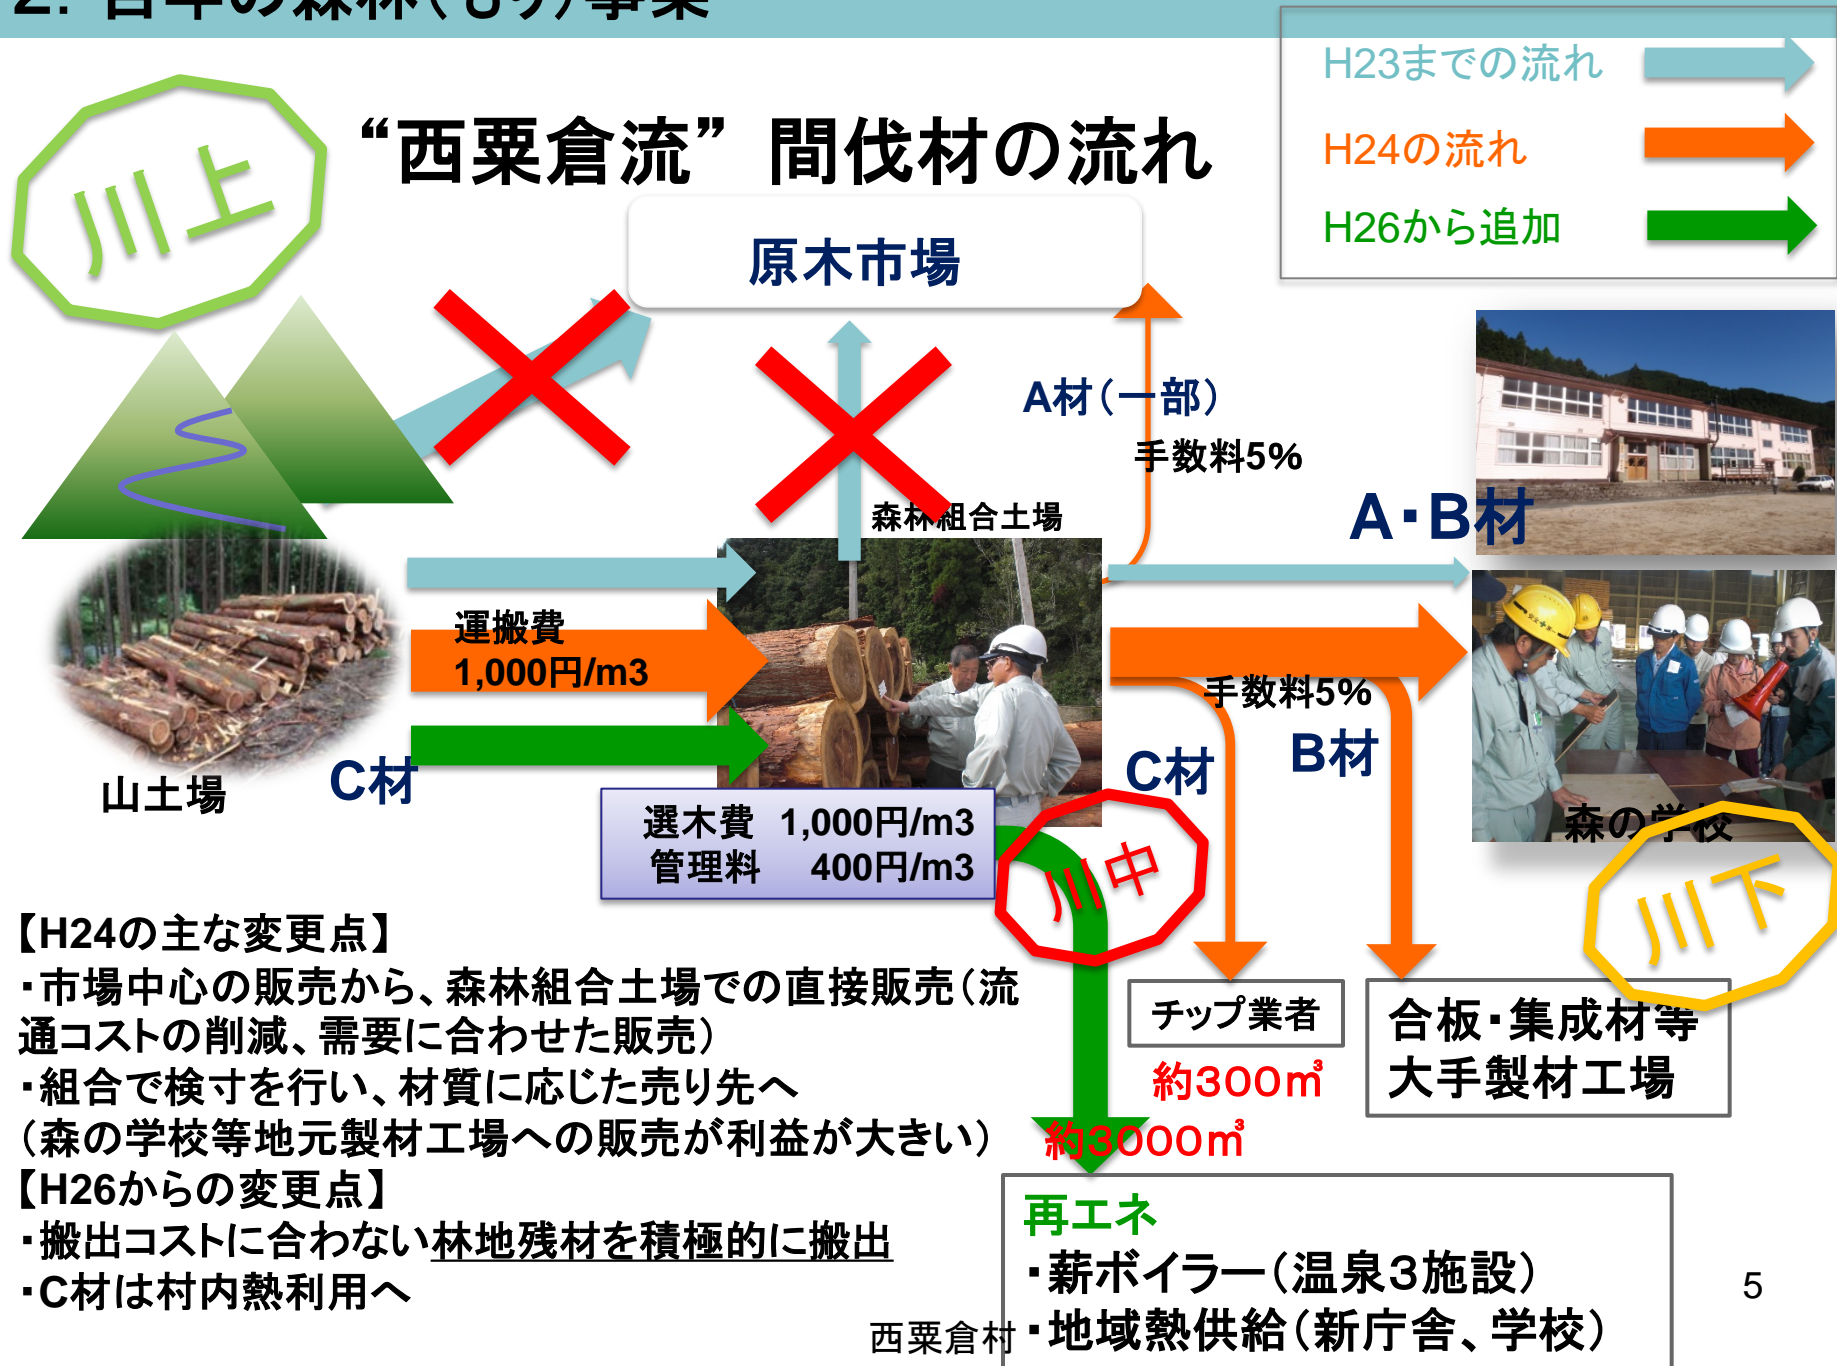 2. 百年の森林(もり)事業
H23までの流れ
H24の流れ
H26から追加
川上
“西粟倉流” 間伐材の流れ
原木市場
A材（一部）
手数料5%
森林組合土場
A・B材
運搬費
1,000円/m3
手数料5%
C材
B材
山土場
C材
選木費 1,000円/m3
管理料 400円/m3
川中
森の学校
川下
【H24の主な変更点】
・市場中心の販売から、森林組合土場での直接販売（流
通コストの削減、需要に合わせた販売）
・組合で検寸を行い、材質に応じた売り先へ
（森の学校等地元製材工場への販売が利益が大きい）
【H26からの変更点】
・搬出コストに合わない林地残材を積極的に搬出
・C材は村内熱利用へ
チップ業者
約300㎥
合板・集成材等
大手製材工場
約3000㎥
再エネ
・薪ボイラー（温泉3施設）
・地域熱供給（新庁舎、学校）
西粟倉村
5